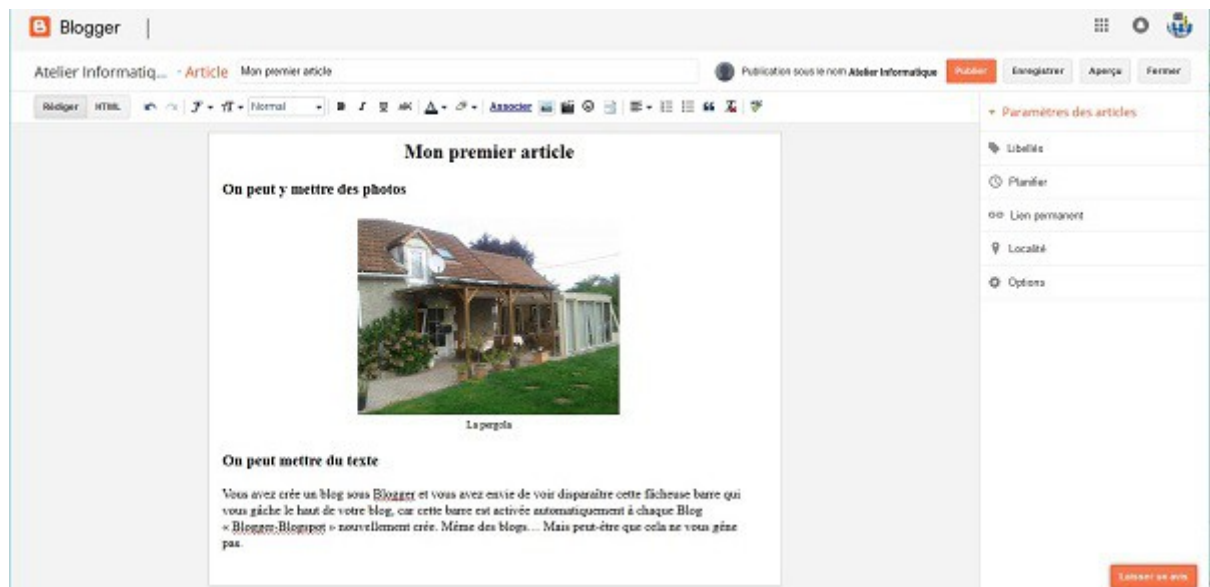 Blogger
Atelier Informatiq... · Article Mon premier article Publication sous le nom Atelier Informatique Publier Enregistrer Aperçu Fermer
Rédiger HTML Normal Associer
Paramètres des articles
Libellés
Planifier
Lien permanent
Localité
Options
Mon premier article
On peut y mettre des photos
La pergola
On peut mettre du texte
Vous avez crée un blog sous Blogger et vous avez envie de voir disparaître cette fâcheuse barre qui
vous gâche le haut de votre blog, car cette barre est activée automatiquement à chaque Blog
« Blogger-Blogspot » nouvellement crée. Même des blogs… Mais peut-être que cela ne vous gêne
pas.
Laisser un avis